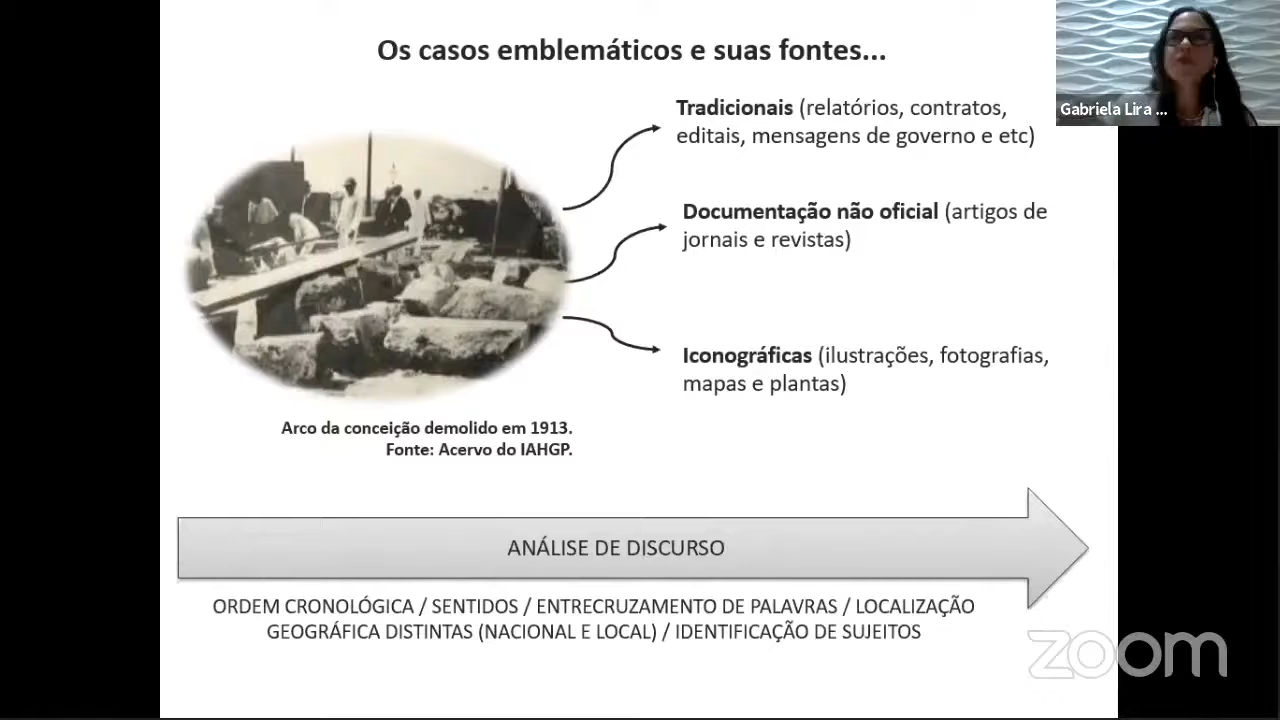 Os casos emblemáticos e suas fontes...
Gabriela Lira ...
Tradicionais (relatórios, contratos,
editais, mensagens de governo e etc)
Documentação não oficial (artigos de
jornais e revistas)
Iconográficas (ilustrações, fotografias,
mapas e plantas)
Arco da conceição demolido em 1913.
Fonte: Acervo do IAHGP.
ANÁLISE DE DISCURSO
ORDEM CRONOLÓGICA / SENTIDOS / ENTRECRUZAMENTO DE PALAVRAS / LOCALIZAÇÃO
GEOGRÁFICA DISTINTAS (NACIONAL E LOCAL) / IDENTIFICAÇÃO DE SUJEITOS
zoom